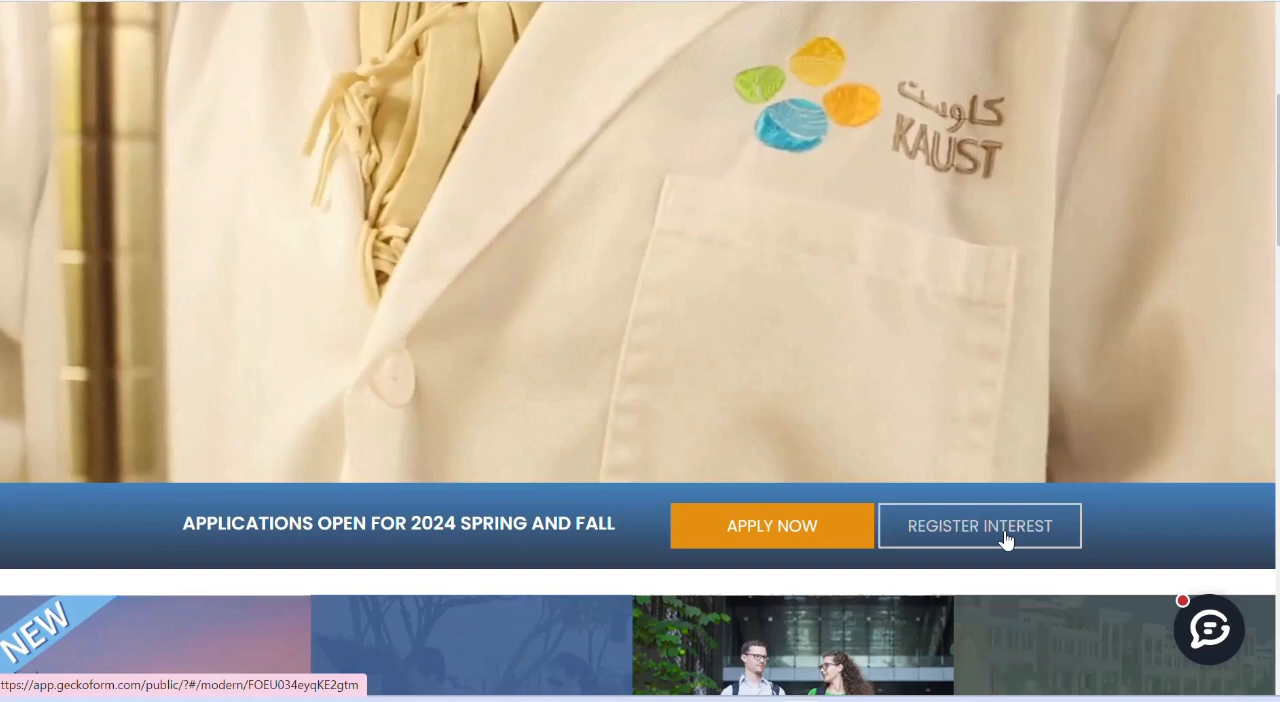 كاوست
KAUST
APPLICATIONS OPEN FOR 2024 SPRING AND FALL
APPLY NOW
REGISTER INTEREST
NEW
ttps://app.geckoform.com/public/?#/modern/FOEU034eyqKE2gtm